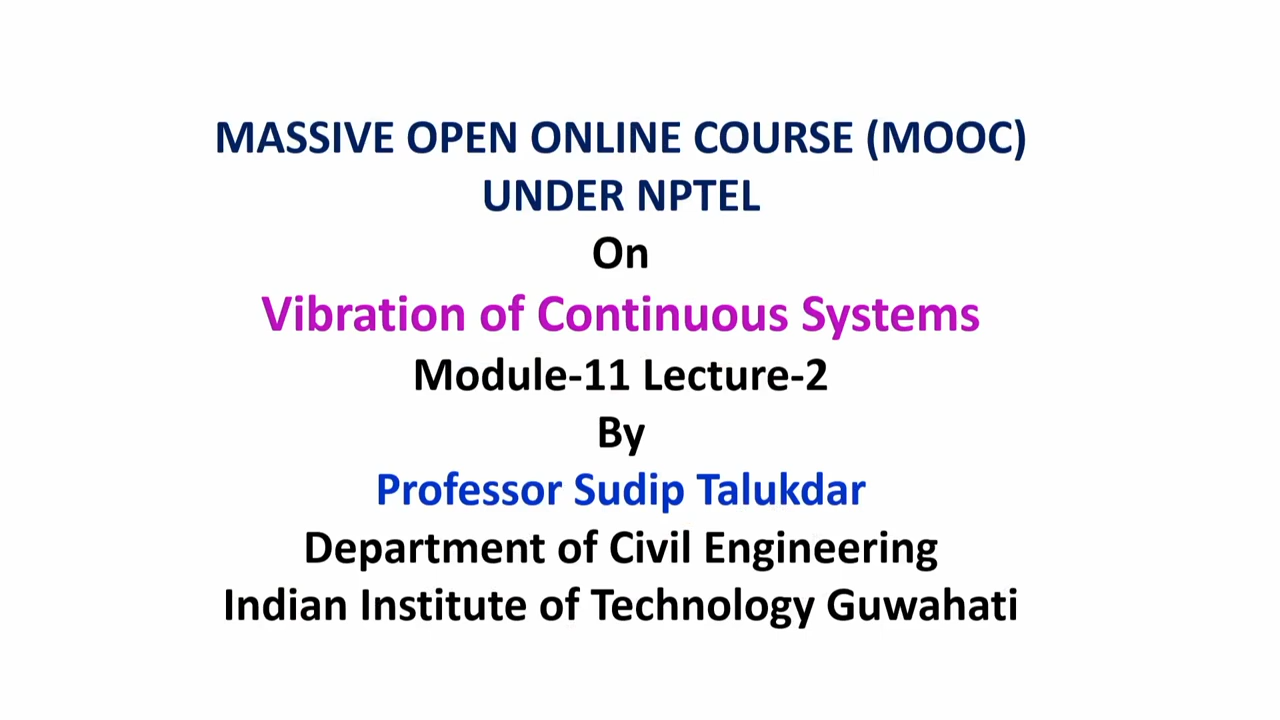 MASSIVE OPEN ONLINE COURSE (MOOC)
UNDER NPTEL
On
Vibration of Continuous Systems
Module-11 Lecture-2
By
Professor Sudip Talukdar
Department of Civil Engineering
Indian Institute of Technology Guwahati